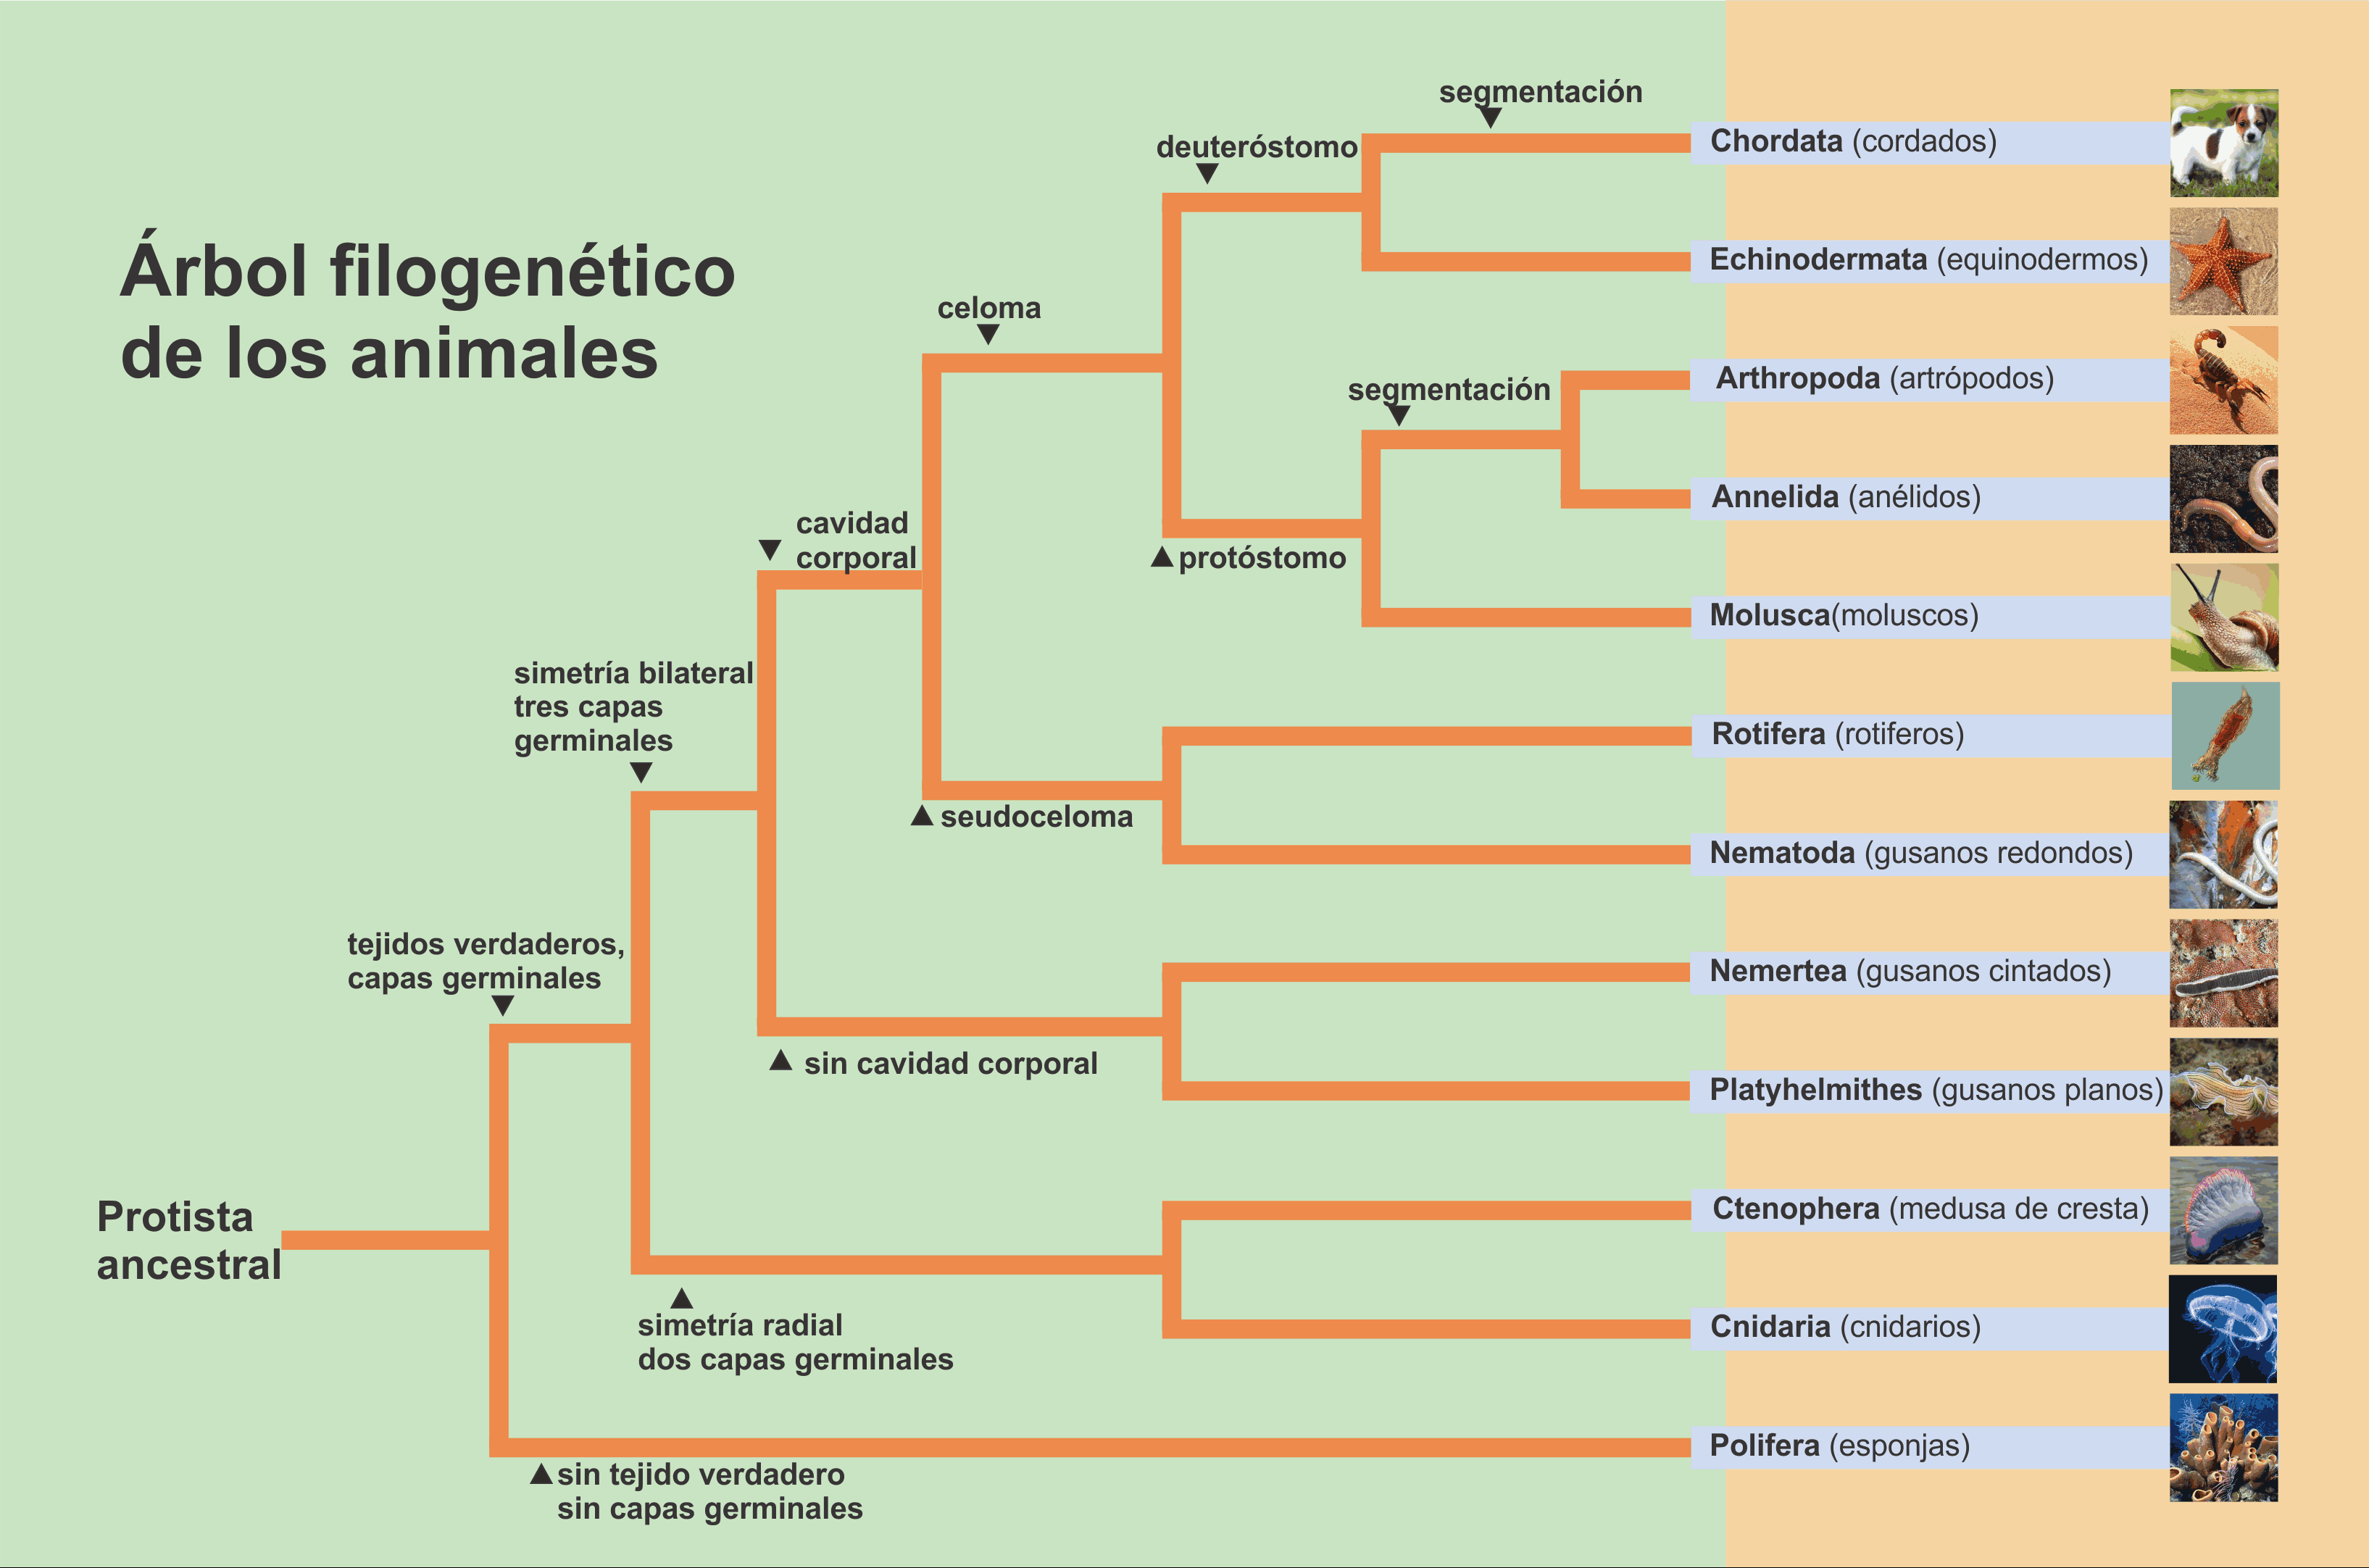 Árbol filogenético
de los animales
segmentación
deuteróstomo
celoma
segmentación
cavidad
corporal
protóstomo
simetría bilateral
tres capas
germinales
seudoceloma
tejidos verdaderos,
capas germinales
sin cavidad corporal
Protista
ancestral
simetría radial
dos capas germinales
sin tejido verdadero
sin capas germinales
Chordata (cordados)
Echinodermata (equinodermos)
Arthropoda (artrópodos)
Annelida (anélidos)
Molusca(moluscos)
Rotifera (rotiferos)
Nematoda (gusanos redondos)
Nemertea (gusanos cintados)
Platyhelmithes (gusanos planos)
Ctenophera (medusa de cresta)
Cnidaria (cnidarios)
Polifera (esponjas)